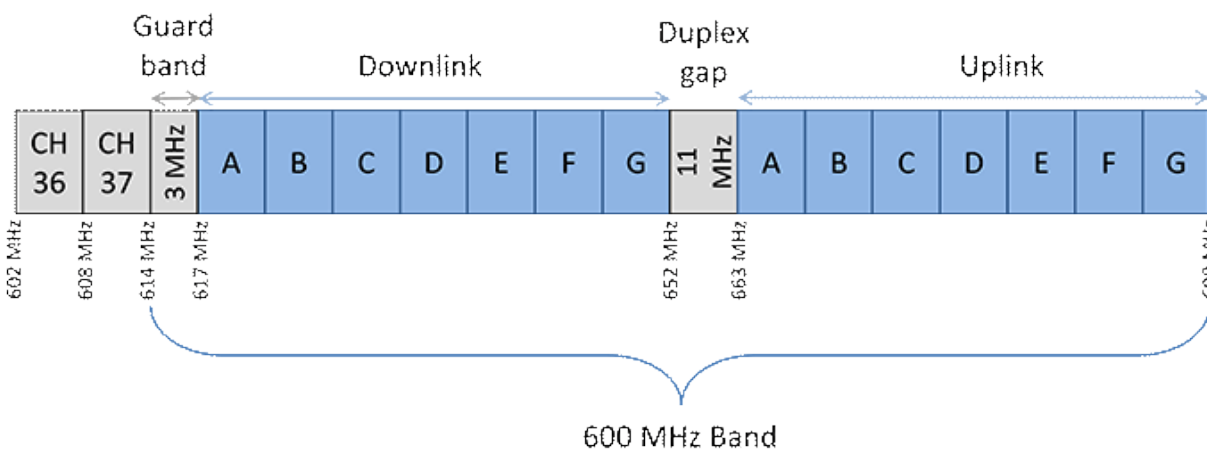 Guard
band
Downlink
Duplex
gap
Uplink
CH
36
CH
37
3 MHz
A
B
C
D
E
F
G
11
MHz
A
B
C
D
E
F
G
602 MHz
608 MHz
614 MHz
617 MHz
652 MHz
663 MHz
600 MHz Band